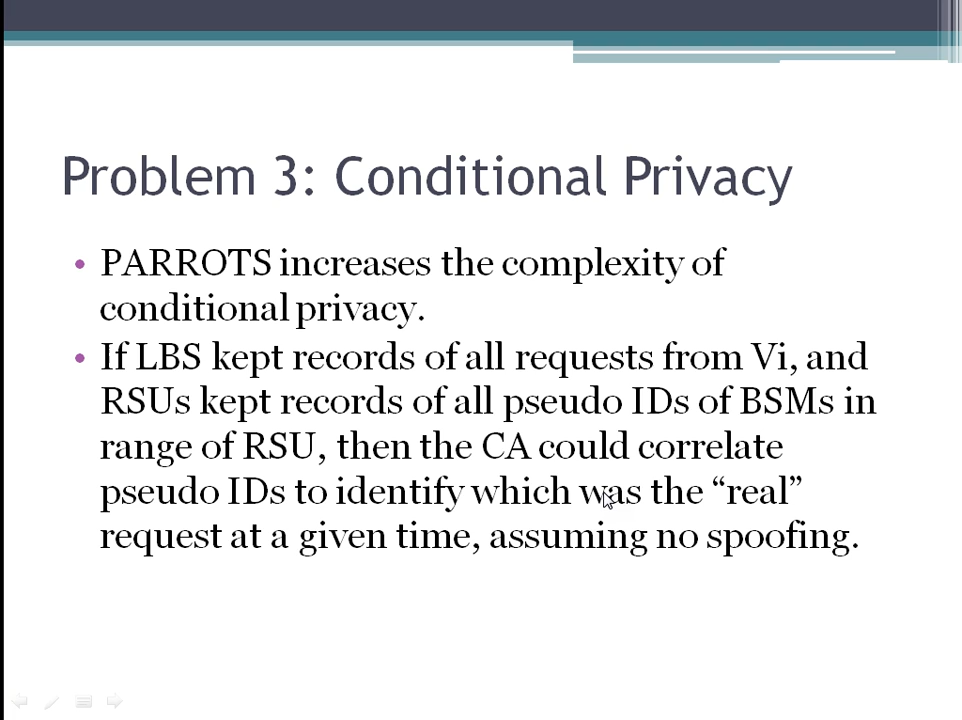 Problem 3: Conditional Privacy
• PARROTS increases the complexity of
conditional privacy.
• If LBS kept records of all requests from Vi, and
RSUs kept records of all pseudo IDs of BSMs in
range of RSU, then the CA could correlate
pseudo IDs to identify which was the “real”
request at a given time, assuming no spoofing.